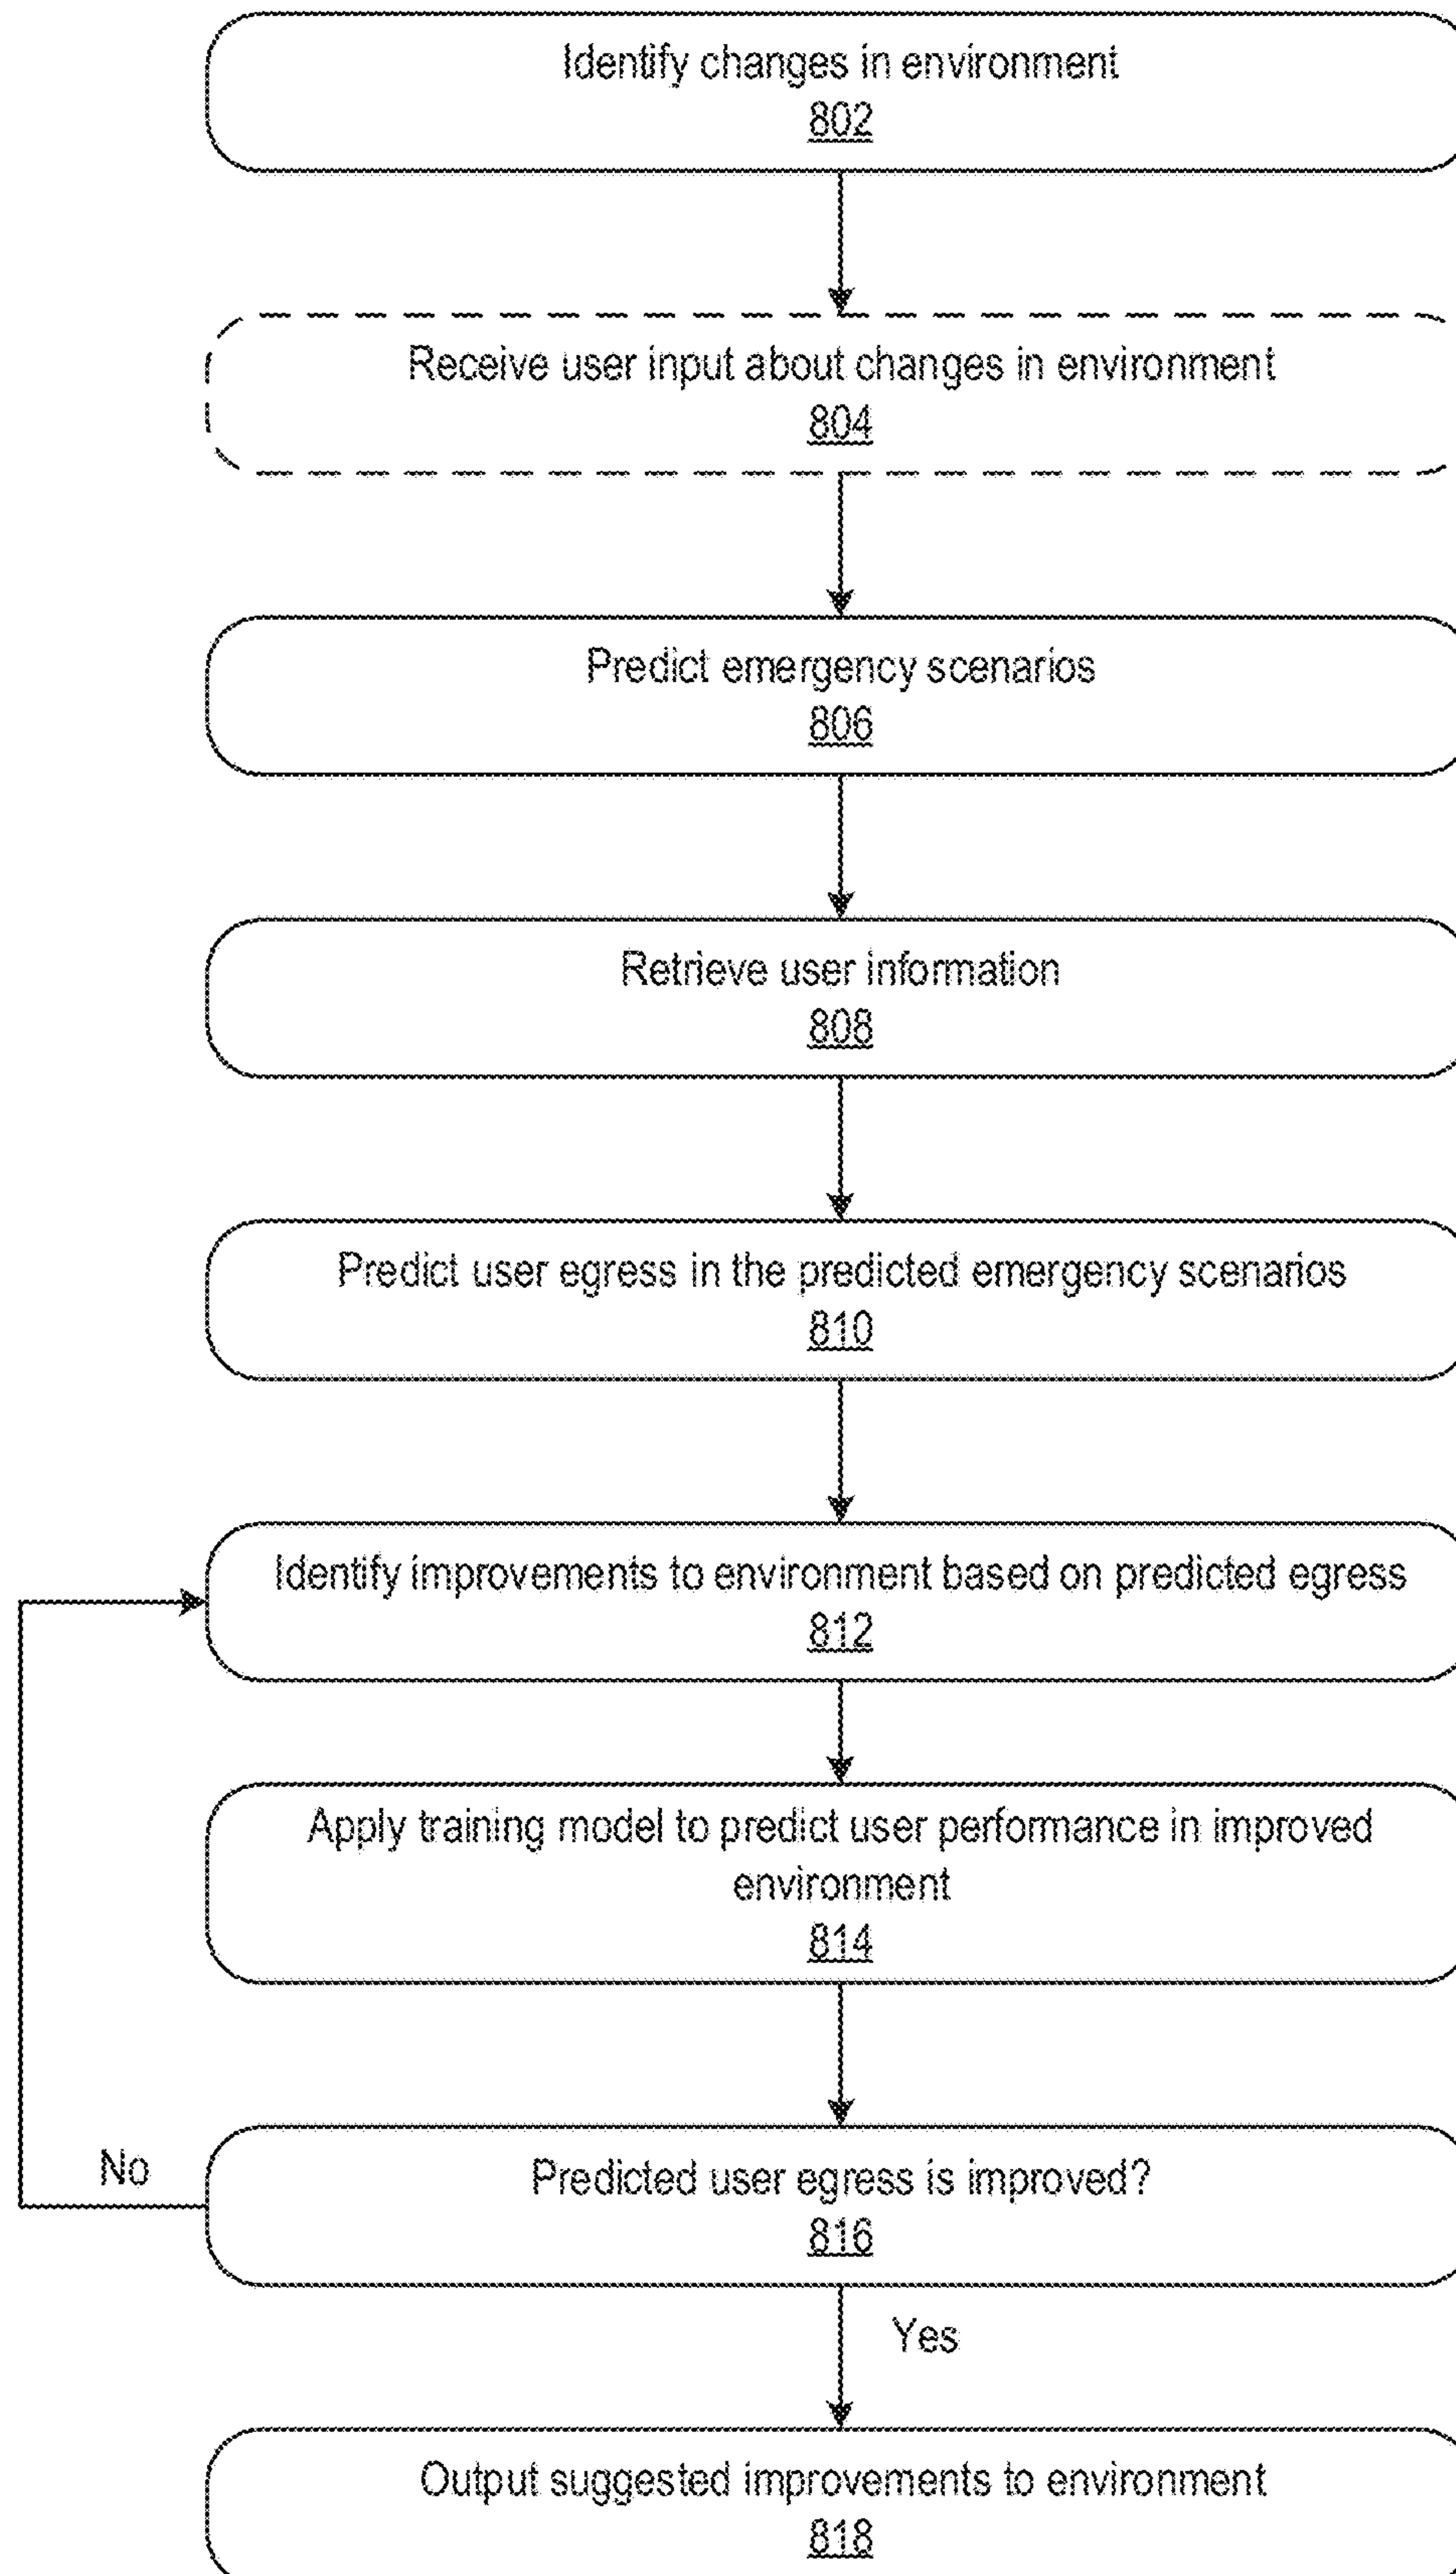 Identify changes in environment
802
Receive user input about changes in environment
804
Predict emergency scenarios
806
Retrieve user information
808
Predict user egress in the predicted emergency scenarios
810
Identify improvements to environment based on predicted egress
812
Apply training model to predict user performance in improved
environment
814
No
Predicted user egress is improved?
816
Yes
Output suggested improvements to environment
818